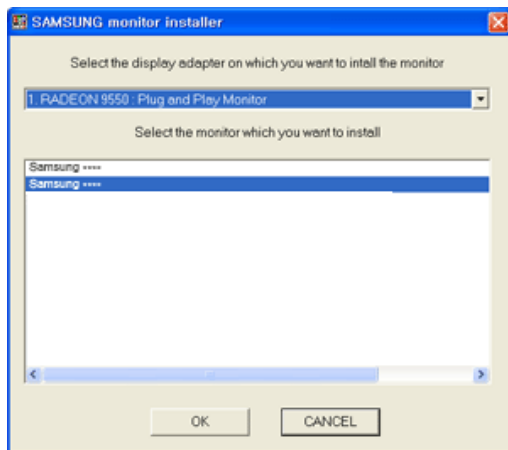 SAMSUNG monitor installer
Select the display adapter on which you want to intall the monitor
1. RADEON 9550 : Plug and Play Monitor
Select the monitor which you want to install
Samsung ----
Samsung ----
OK CANCEL